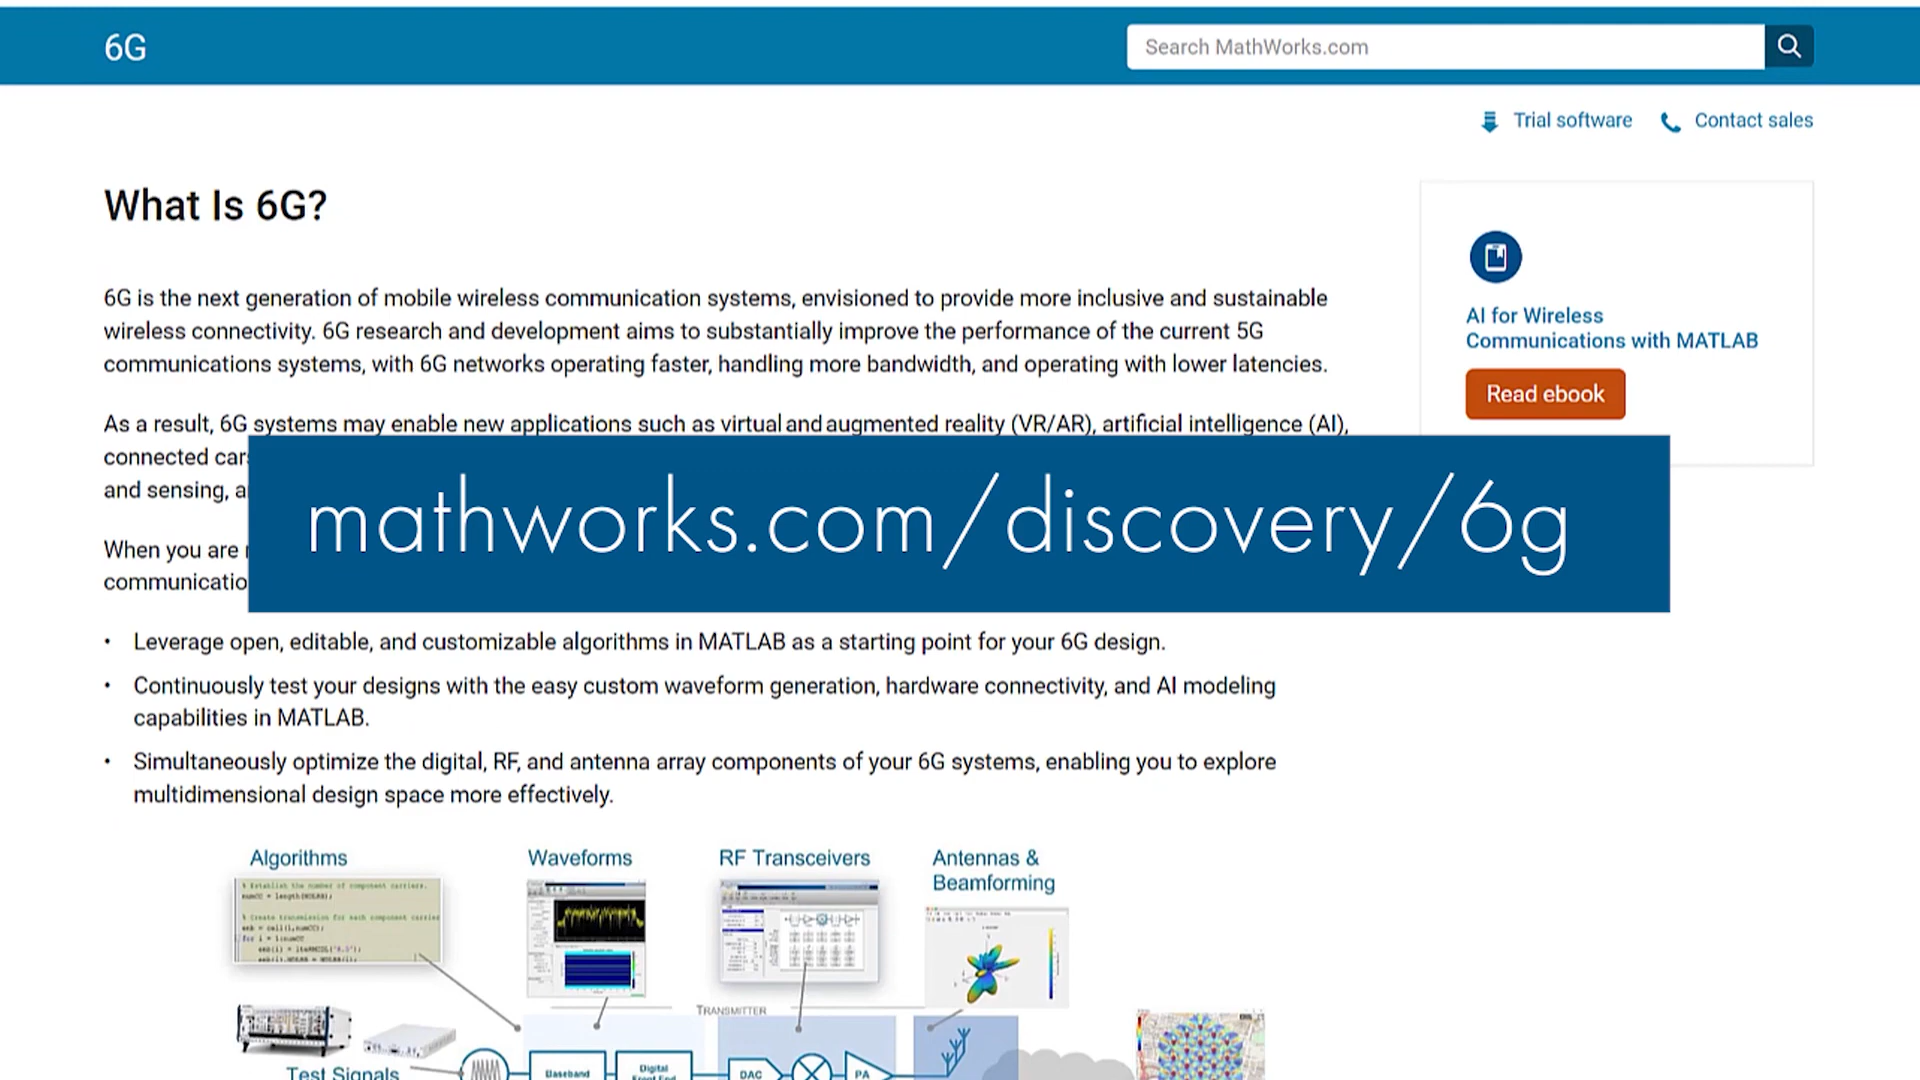 6G
Search MathWorks.com
Trial software
Contact sales
What Is 6G?
6G is the next generation of mobile wireless communication systems, envisioned to provide more inclusive and sustainable
wireless connectivity. 6G research and development aims to substantially improve the performance of the current 5G
communications systems, with 6G networks operating faster, handling more bandwidth, and operating with lower latencies.
AI for Wireless
Communications with MATLAB
Read ebook
As a result, 6G systems may enable new applications such as virtual and augmented reality (VR/AR), artificial intelligence (AI),
connected
and sensing,
mathworks.com/discovery/6g
When you are
Leverage open, editable, and customizable algorithms in MATLAB as a starting point for your 6G design.
Continuously test your designs with the easy custom waveform generation, hardware connectivity, and AI modeling
capabilities in MATLAB.
Simultaneously optimize the digital, RF, and antenna array components of your 6G systems, enabling you to explore
multidimensional design space more effectively.
Algorithms
Waveforms
RF Transceivers
Antennas &
Beamforming
% Establish the number of component carriers.
TRANSMITTER
Test Signals
Baseband
Digital
DAC
PA